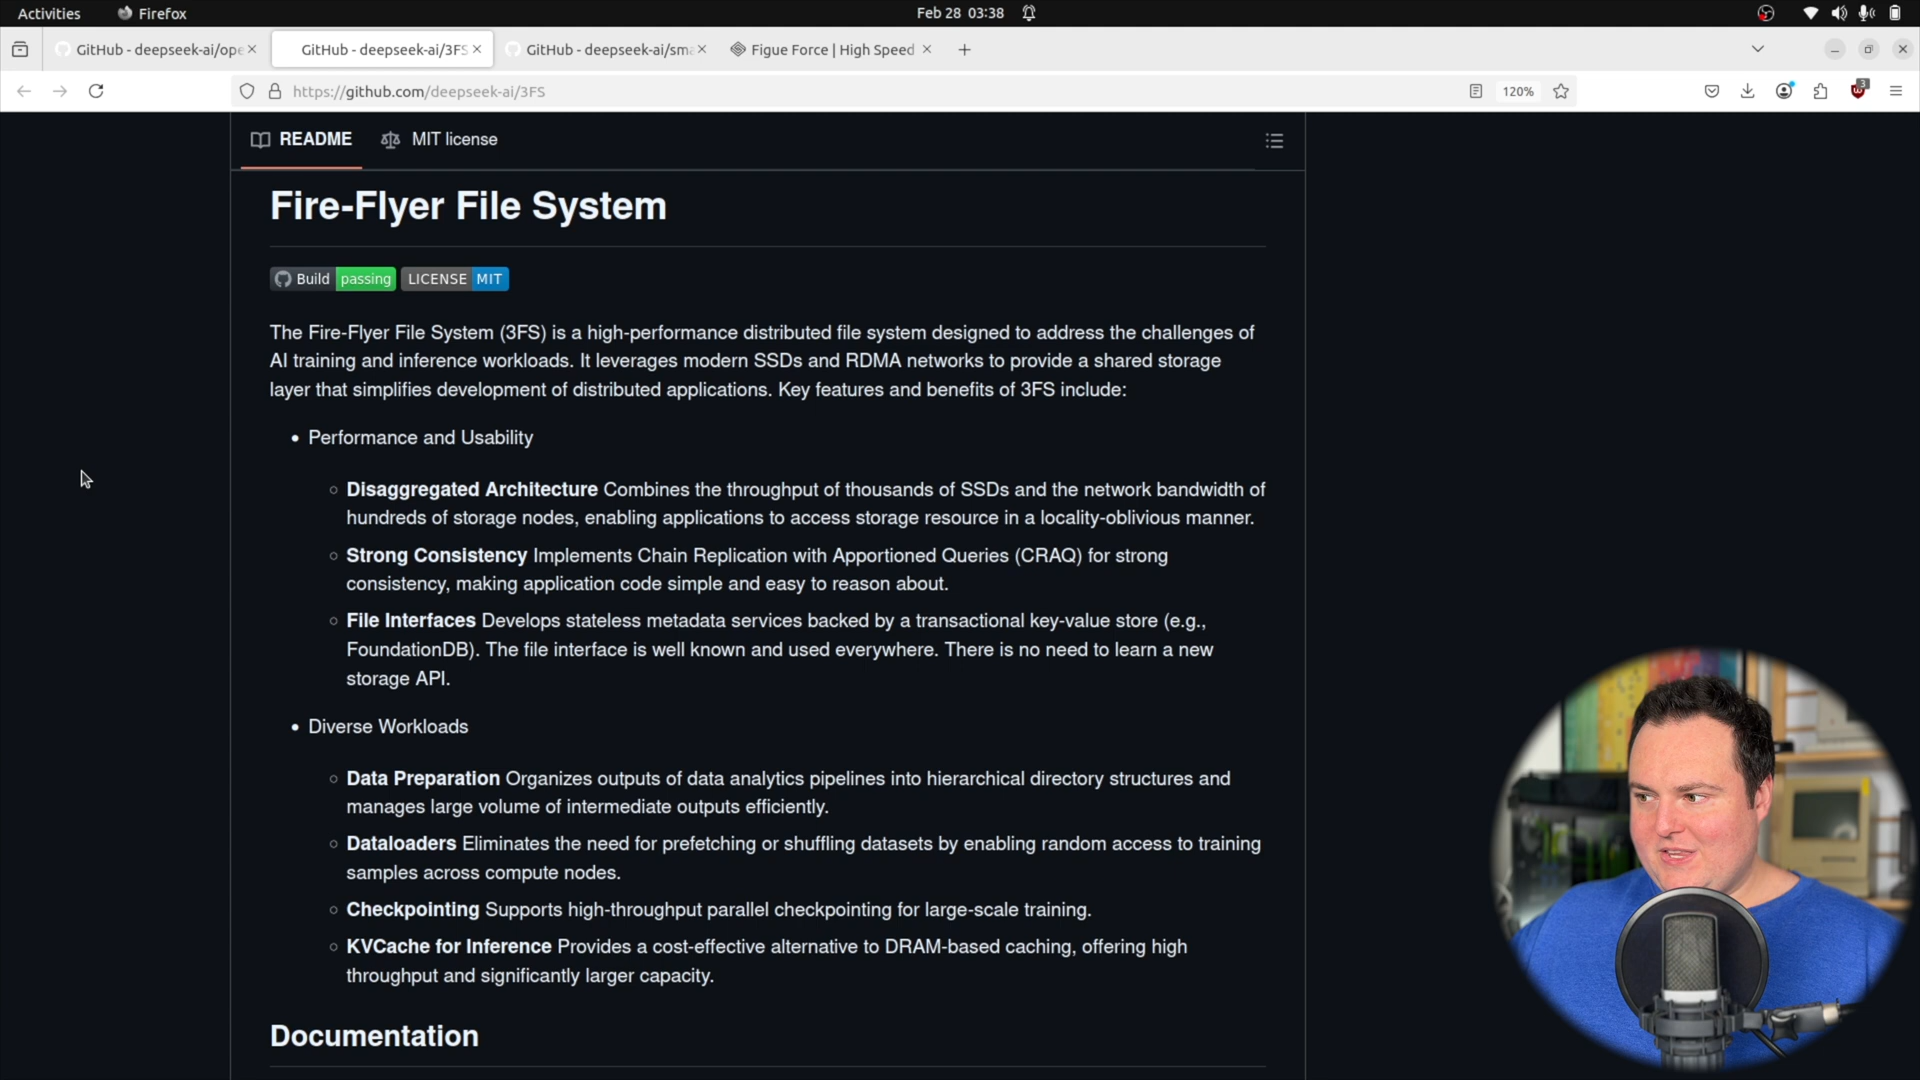 Activities
Firefox
Feb 28 03:38
GitHub - deepseek-ai/ope
GitHub - deepseek-ai/3FS
GitHub - deepseek-ai/sma
Figue Force | High Speed
https://github.com/deepseek-ai/3FS
120%
3
README
MIT license
Fire-Flyer File System
Build passing
LICENSE MIT
The Fire-Flyer File System (3FS) is a high-performance distributed file system designed to address the challenges of
AI training and inference workloads. It leverages modern SSDs and RDMA networks to provide a shared storage
layer that simplifies development of distributed applications. Key features and benefits of 3FS include:
• Performance and Usability
○ Disaggregated Architecture Combines the throughput of thousands of SSDs and the network bandwidth of
hundreds of storage nodes, enabling applications to access storage resource in a locality-oblivious manner.
○ Strong Consistency Implements Chain Replication with Apportioned Queries (CRAQ) for strong
consistency, making application code simple and easy to reason about.
○ File Interfaces Develops stateless metadata services backed by a transactional key-value store (e.g.,
FoundationDB). The file interface is well known and used everywhere. There is no need to learn a new
storage API.
• Diverse Workloads
○ Data Preparation Organizes outputs of data analytics pipelines into hierarchical directory structures and
manages large volume of intermediate outputs efficiently.
○ Dataloaders Eliminates the need for prefetching or shuffling datasets by enabling random access to training
samples across compute nodes.
○ Checkpointing Supports high-throughput parallel checkpointing for large-scale training.
○ KVCache for Inference Provides a cost-effective alternative to DRAM-based caching, offering high
throughput and significantly larger capacity.
Documentation